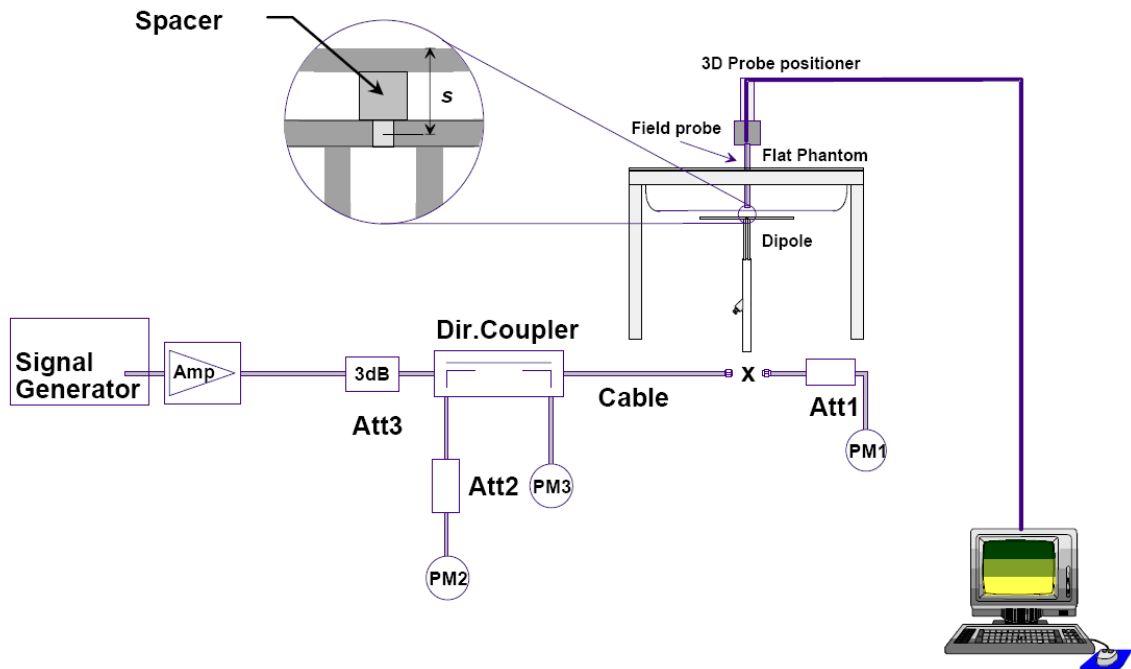 Spacer
s
3D Probe positioner
Field probe
Flat Phantom
Dipole
Dir.Coupler
Signal
Generator
Amp
3dB
Att3
Cable
X
Att1
PM1
Att2
PM3
PM2